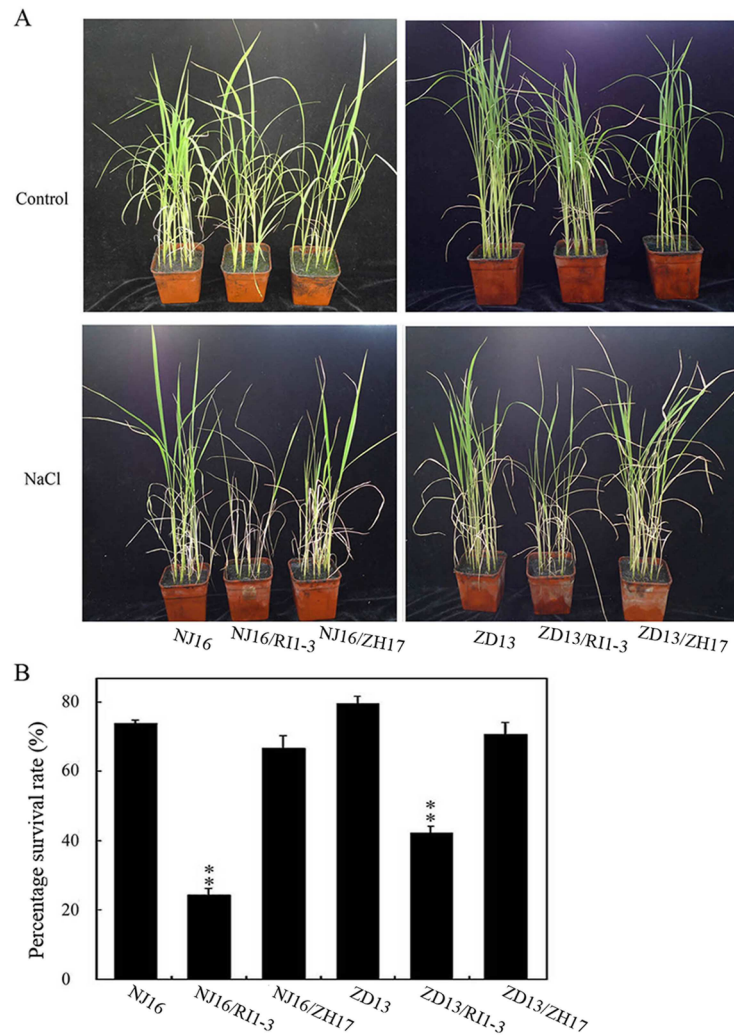 A
Control
NaCl
NJ16 NJ16/RI1-3 NJ16/ZH17 ZD13 ZD13/RI1-3 ZD13/ZH17
B
Percentage survival rate (%)
80
60
40
20
0
**
**
NJ16 NJ16/RI1-3 NJ16/ZH17 ZD13 ZD13/RI1-3 ZD13/ZH17